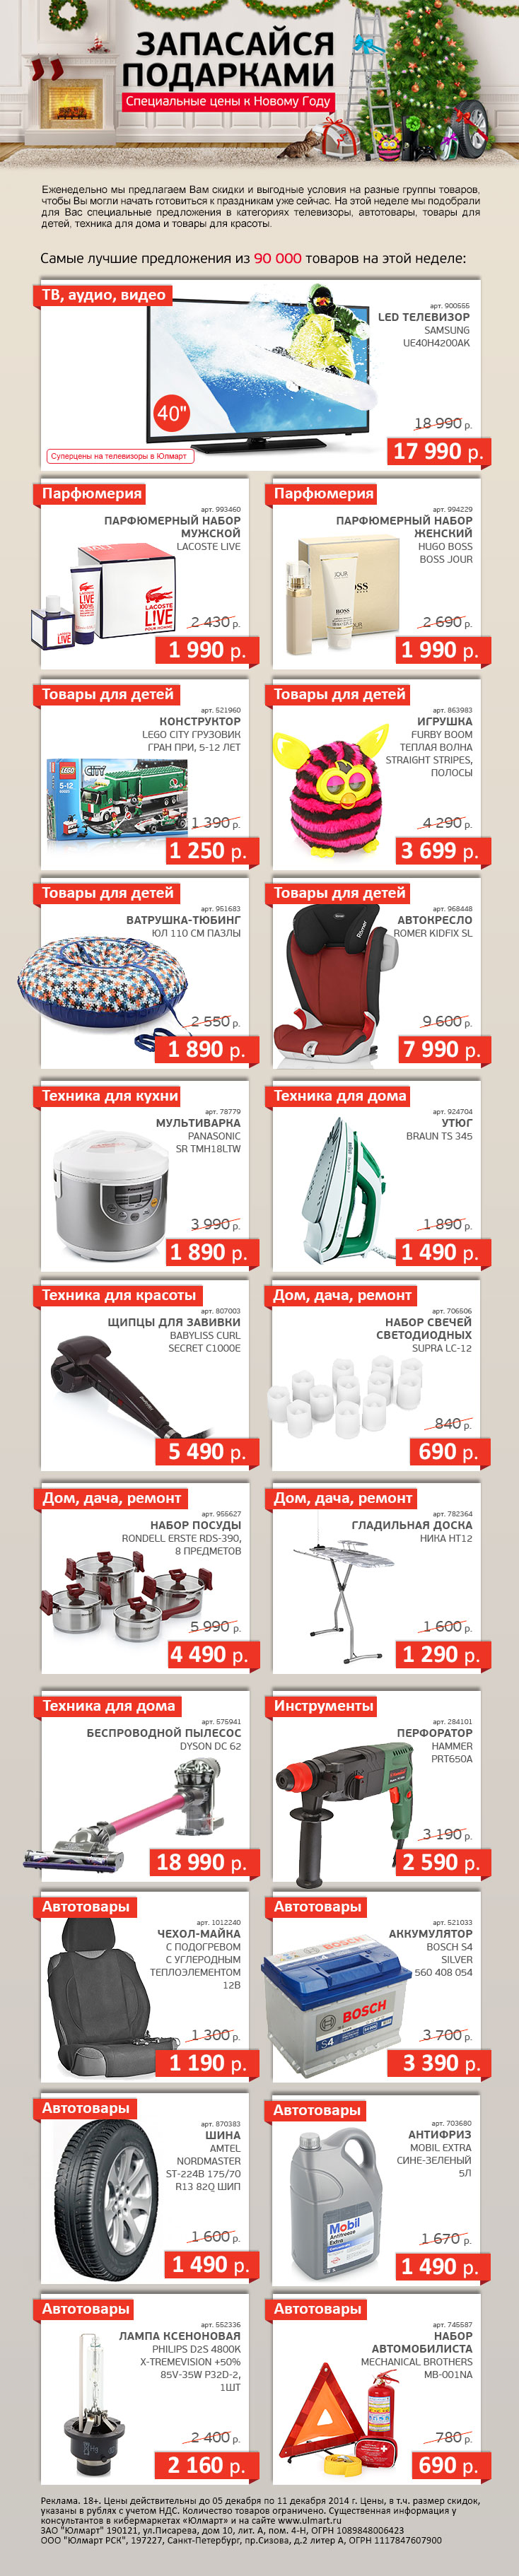 ЗАПАСАЙСЯ
ПОДАРКАМИ
Специальные цены к Новому Году
Еженедельно мы предлагаем Вам скидки и выгодные условия на разные группы товаров,
чтобы Вы могли начать готовиться к праздникам уже сейчас. На этой неделе мы подобрали
для Вас специальные предложения в категориях телевизоры, автотовары, товары для
детей, техника для дома и товары для красоты.
Самые лучшие предложения из 90 000 товаров на этой неделе:
ТВ, аудио, видео
арт. 900555
LED ТЕЛЕВИЗОР
SAMSUNG
UE40H4200AK
40"
18 990 р.
Суперцены на телевизоры в Юлмарт
17 990 р.
Парфюмерия
арт. 993460
ПАРФЮМЕРНЫЙ НАБОР
МУЖСКОЙ
LACOSTE LIVE
LACOSTE
L!VE
2 430 р.
1 990 р.
Парфюмерия
арт. 994229
ПАРФЮМЕРНЫЙ НАБОР
ЖЕНСКИЙ
HUGO BOSS
BOSS JOUR
JOUR
BOSS
2 690 р.
1 990 р.
Товары для детей
арт. 521960
КОНСТРУКТОР
LEGO CITY ГРУЗОВИК
ГРАН ПРИ, 5-12 ЛЕТ
LEGO CITY
5-12
1 390 р.
1 250 р.
Товары для детей
арт. 863983
ИГРУШКА
FURBY BOOM
ТЕПЛАЯ ВОЛНА
STRAIGHT STRIPES,
ПОЛОСЫ
4 290 р.
3 699 р.
Товары для детей
арт. 951683
ВАТРУШКА-ТЮБИНГ
ЮЛ 110 СМ ПАЗЛЫ
2 550 р.
1 890 р.
Товары для детей
арт. 968448
АВТОКРЕСЛО
ROMER KIDFIX SL
Römer
9 600 р.
7 990 р.
Техника для кухни
арт. 78779
МУЛЬТИВАРКА
PANASONIC
SR TMH18LTW
3 990 р.
1 890 р.
Техника для дома
арт. 924704
УТЮГ
BRAUN TS 345
1 890 р.
1 490 р.
Техника для красоты
арт. 807003
ЩИПЦЫ ДЛЯ ЗАВИВКИ
BABYLISS CURL
SECRET C1000E
5 490 р.
Дом, дача, ремонт
арт. 706506
НАБОР СВЕЧЕЙ
СВЕТОДИОДНЫХ
SUPRA LC-12
840 р.
690 р.
Дом, дача, ремонт
арт. 955627
НАБОР ПОСУДЫ
RONDELL ERSTE RDS-390,
8 ПРЕДМЕТОВ
5 990 р.
4 490 р.
Дом, дача, ремонт
арт. 782364
ГЛАДИЛЬНАЯ ДОСКА
НИКА НТ12
1 600 р.
1 290 р.
Техника для дома
арт. 575941
БЕСПРОВОДНОЙ ПЫЛЕСОС
DYSON DC 62
18 990 р.
Инструменты
арт. 284101
ПЕРФОРАТОР
HAMMER
PRT650A
3 190 р.
2 590 р.
Автотовары
арт. 1012240
ЧЕХОЛ-МАЙКА
С ПОДОГРЕВОМ
С УГЛЕРОДНЫМ
ТЕПЛОЭЛЕМЕНТОМ
12В
1 300 р.
1 190 р.
Автотовары
арт. 521033
АККУМУЛЯТОР
BOSCH S4
SILVER
560 408 054
BOSCH
S4
BOSCH
3 700 р.
3 390 р.
Автотовары
арт. 870383
ШИНА
AMTEL
NORDMASTER
ST-224B 175/70
R13 82Q ШИП
1 600 р.
1 490 р.
Автотовары
арт. 703680
АНТИФРИЗ
MOBIL EXTRA
СИНЕ-ЗЕЛЕНЫЙ
5Л
Mobil
Antifreeze
Extra
1 670 р.
1 490 р.
Автотовары
арт. 552336
ЛАМПА КСЕНОНОВАЯ
PHILIPS D2S 4800K
X-TREMEVISION +50%
85V-35W P32D-2,
1ШТ
2 400 р.
2 160 р.
Автотовары
арт. 745587
НАБОР
АВТОМОБИЛИСТА
MECHANICAL BROTHERS
MB-001NA
780 р.
690 р.
Реклама. 18+. Цены действительны до 05 декабря по 11 декабря 2014 г. Цены, в т.ч. размер скидок,
указаны в рублях с учетом НДС. Количество товаров ограничено. Существенная информация у
консультантов в кибермаркетах «Юлмарт» и на сайте www.ulmart.ru
ЗАО "Юлмарт" 190121, ул.Писарева, дом 10, лит. А, пом. 4-Н, ОГРН 1089848006423
ООО "Юлмарт РСК", 197227, Санкт-Петербург, пр.Сизова, д.2 литер А, ОГРН 1117847607900